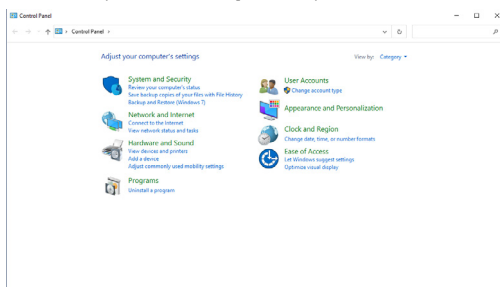 Control Panel
Control Panel
Adjust your computer's settings
View by: Category
System and Security
Review your computer's status
Save backup copies of your files with File History
Backup and Restore (Windows 7)
Network and Internet
Connect to the Internet
View network status and tasks
Hardware and Sound
View devices and printers
Add a device
Adjust commonly used mobility settings
Programs
Uninstall a program
User Accounts
Change account type
Appearance and Personalization
Clock and Region
Change date, time, or number formats
Ease of Access
Let Windows suggest settings
Optimize visual display